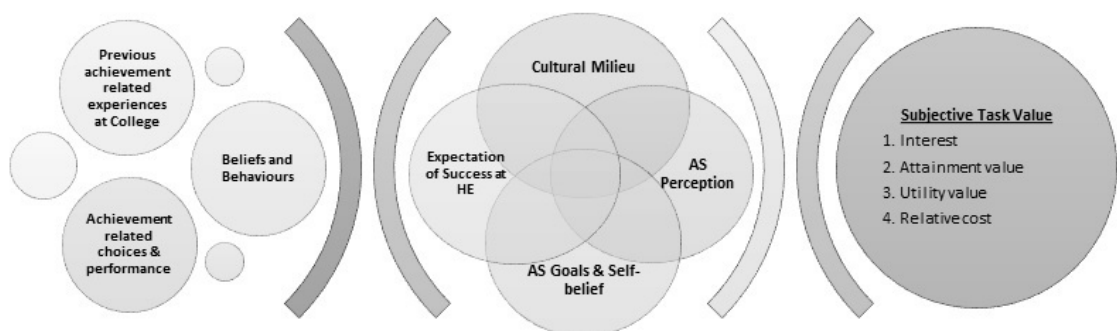 Previous
achievement
related
experiences
at College
Beliefs and
Behaviours
Achievement
related
choices &
performance
Cultural Milieu
Expectation
of Success at
HE
AS
Perception
AS Goals & Self-
belief
Subjective Task Value
1. Interest
2. Attainment value
3. Utility value
4. Relative cost